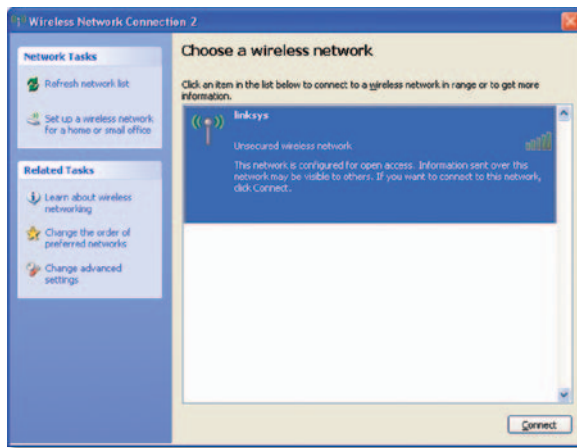 Wireless Network Connection 2
Network Tasks
Refresh network list
Set up a wireless network
for a home or small office
Related Tasks
Learn about wireless
networking
Change the order of
preferred networks
Change advanced
settings
Choose a wireless network
Click an item in the list below to connect to a wireless network in range or to get more
information.
linksys
Unsecured wireless network
This network is configured for open access. Information sent over this
network may be visible to others. If you want to connect to this network,
click Connect.
Connect